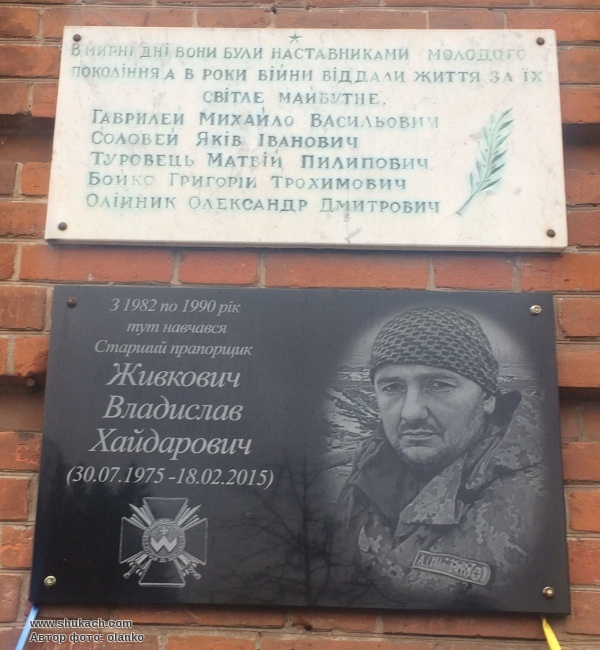 В МИРНІ ДНІ ВОНИ БУЛИ НАСТАВНИКАМИ МОЛОДОГО
ПОКОЛІННЯ, А В РОКИ ВІЙНИ ВІДДАЛИ ЖИТТЯ ЗА ЇХ
СВІТЛЕ МАЙБУТНЄ.
ГАВРИЛЕЙ МИХАЙЛО ВАСИЛЬОВИЧ
СОЛОВЕЙ ЯКІВ ІВАНОВИЧ
ТУРОВЕЦЬ МАТВІЙ ПИЛИПОВИЧ
БОЙКО ГРИГОРІЙ ТРОХИМОВИЧ
ОЛІЙНИК ОЛЕКСАНДР ДМИТРОВИЧ
З 1982 по 1990 рік
тут навчався
Старший прапорщик
Живкович
Владислав
Хайдарович
(30.07.1975 -18.02.2015)
www.shukach.com
Автор фото: olanko